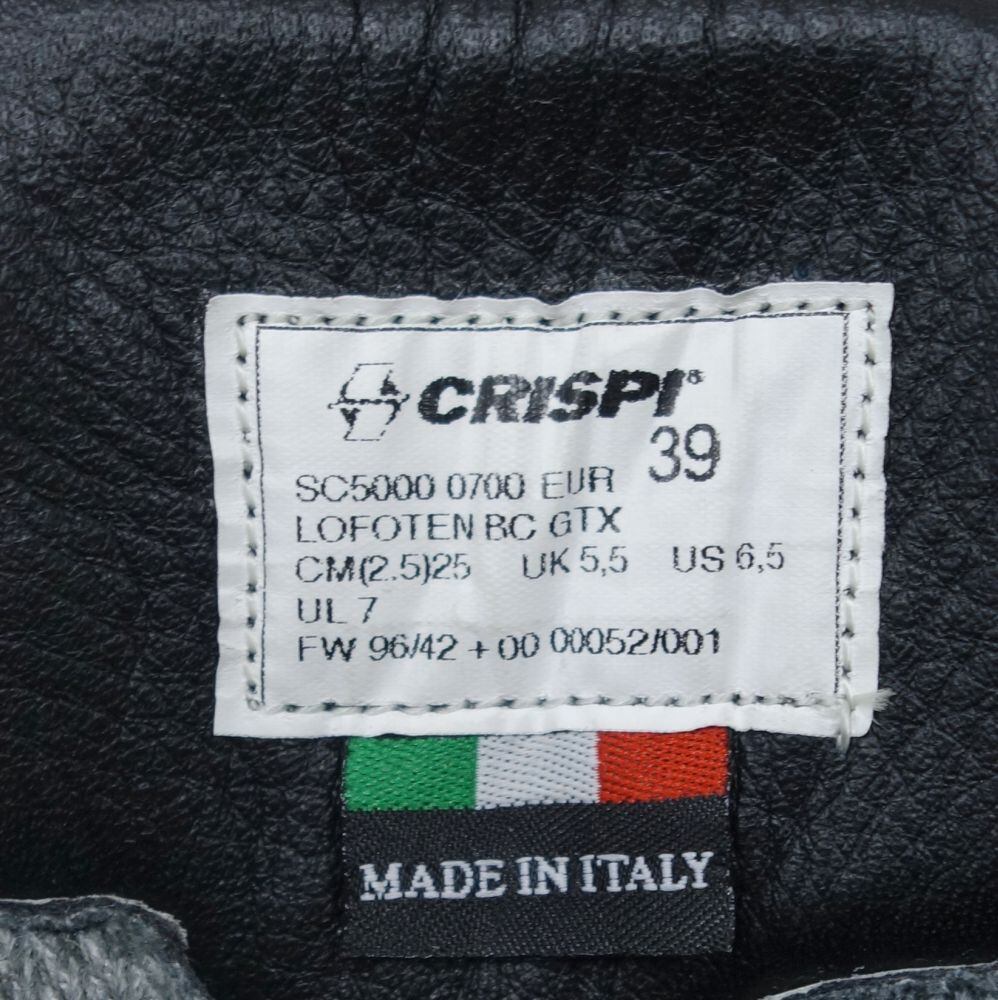 CRISPI®
SC5000 0700 EUR 39
LOFOTEN BC GTX
CM(2.5)25 UK 5,5 US 6,5
UL 7
FW 96/42 + 00 00052/001
MADE IN ITALY